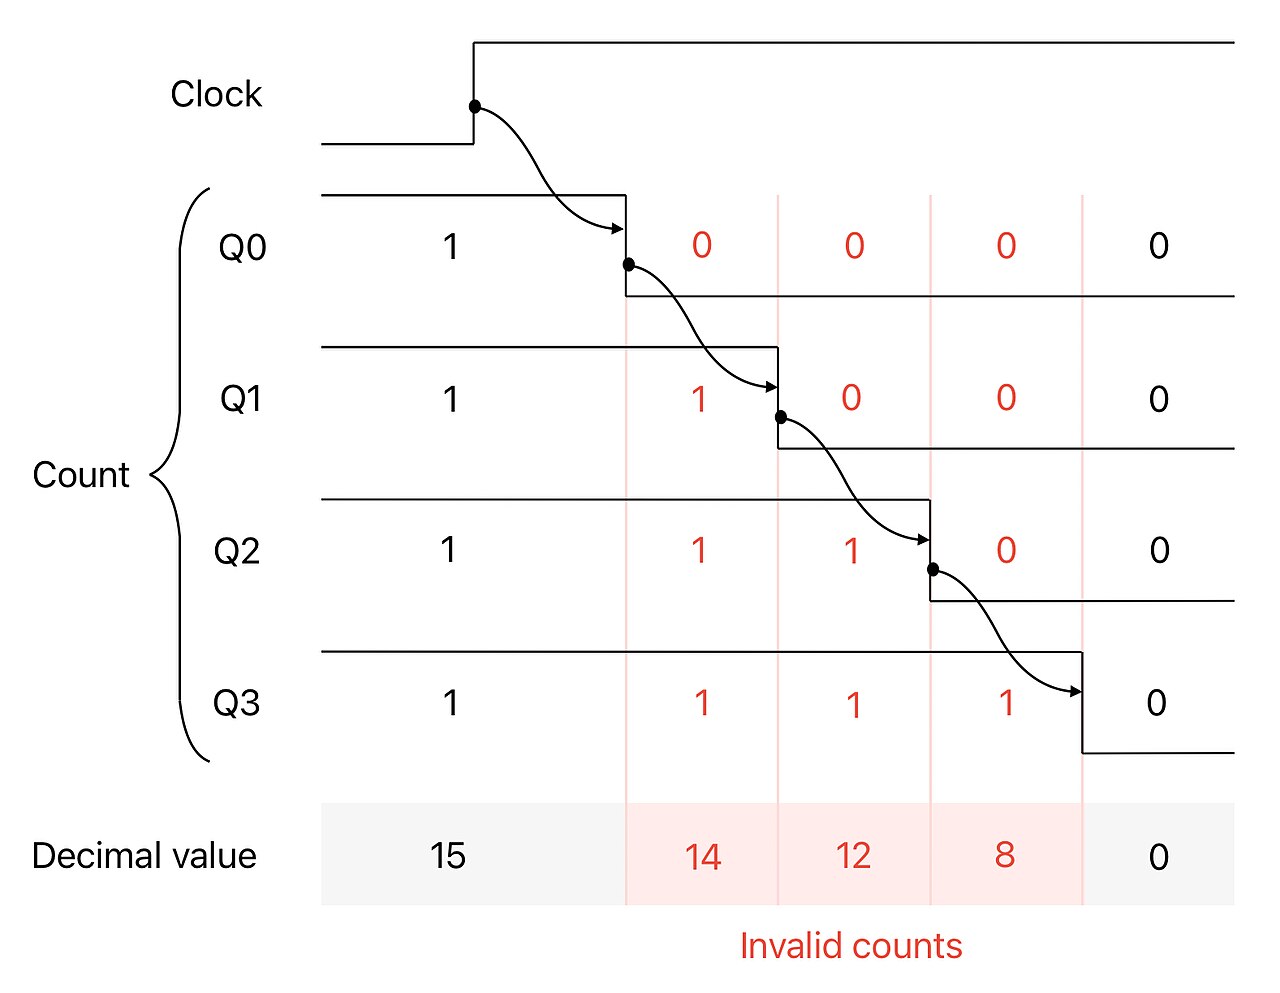 Clock
Q0 1 0 0 0 0
Q1 1 1 0 0 0
Count
Q2 1 1 1 0 0
Q3 1 1 1 1 0
Decimal value 15 14 12 8 0
Invalid counts